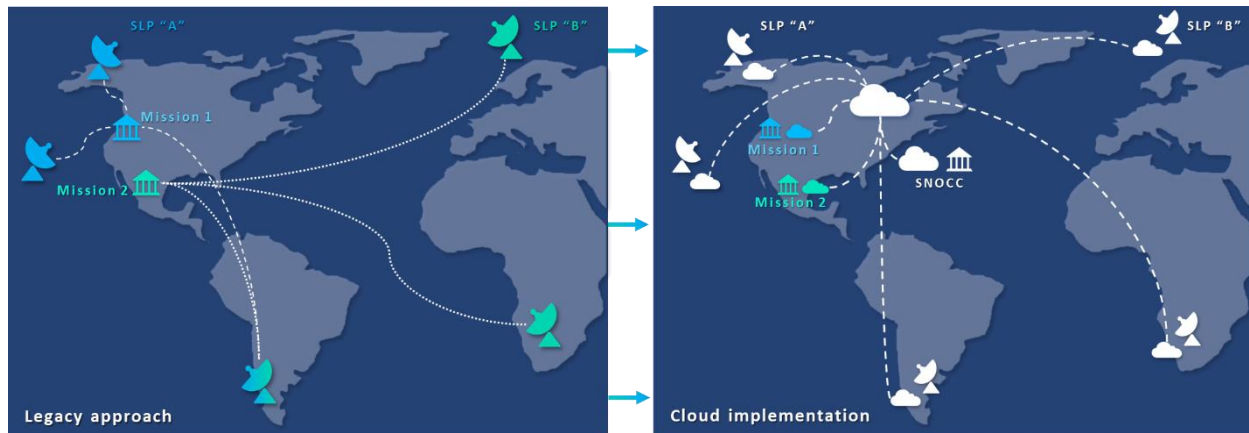 SLP “A”
SLP “B”
Mission 1
Mission 2
Legacy approach
SLP “A”
SLP “B”
Mission 1
SNOCC
Mission 2
Cloud implementation